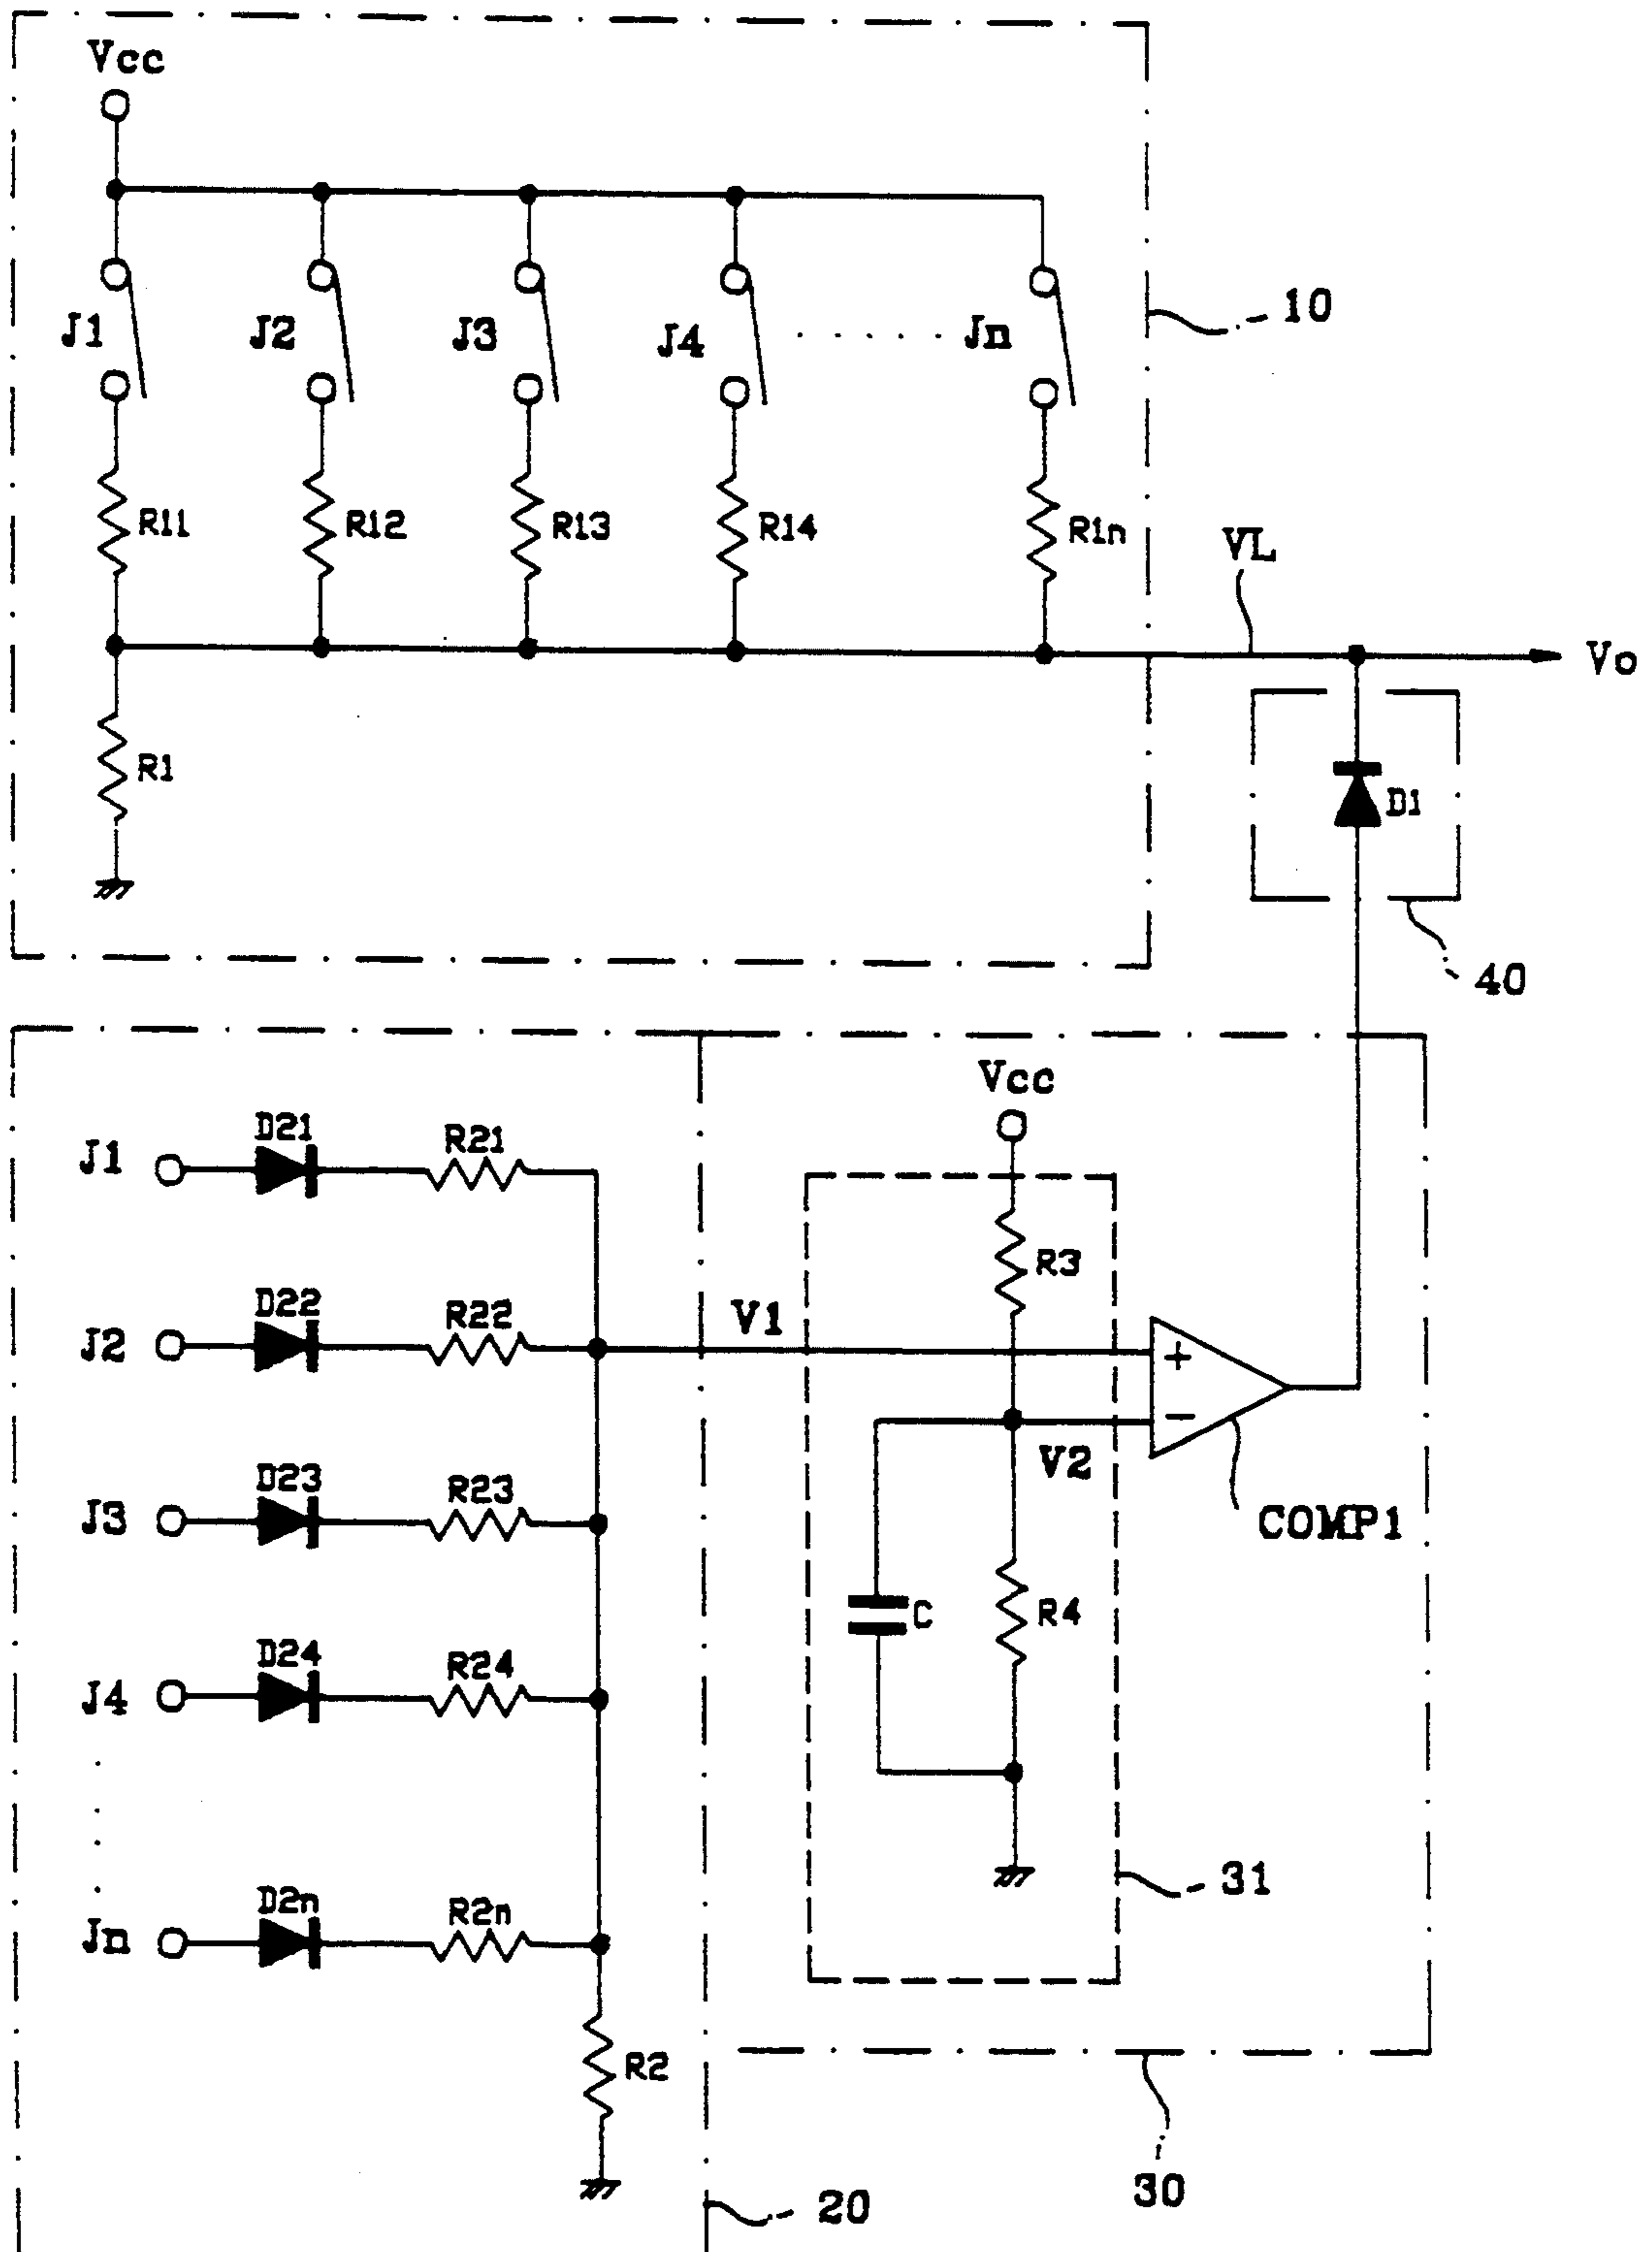 Vcc
J1
J2
J3
J4
Jn
10
R11
R12
R13
R14
R1n
VL
Vo
R1
D1
40
Vcc
J1
D21
R21
R3
J2
D22
R22
V1
+
−
V2
COMP1
J3
D23
R23
C
R4
J4
D24
R24
31
Jn
D2n
R2n
R2
30
20